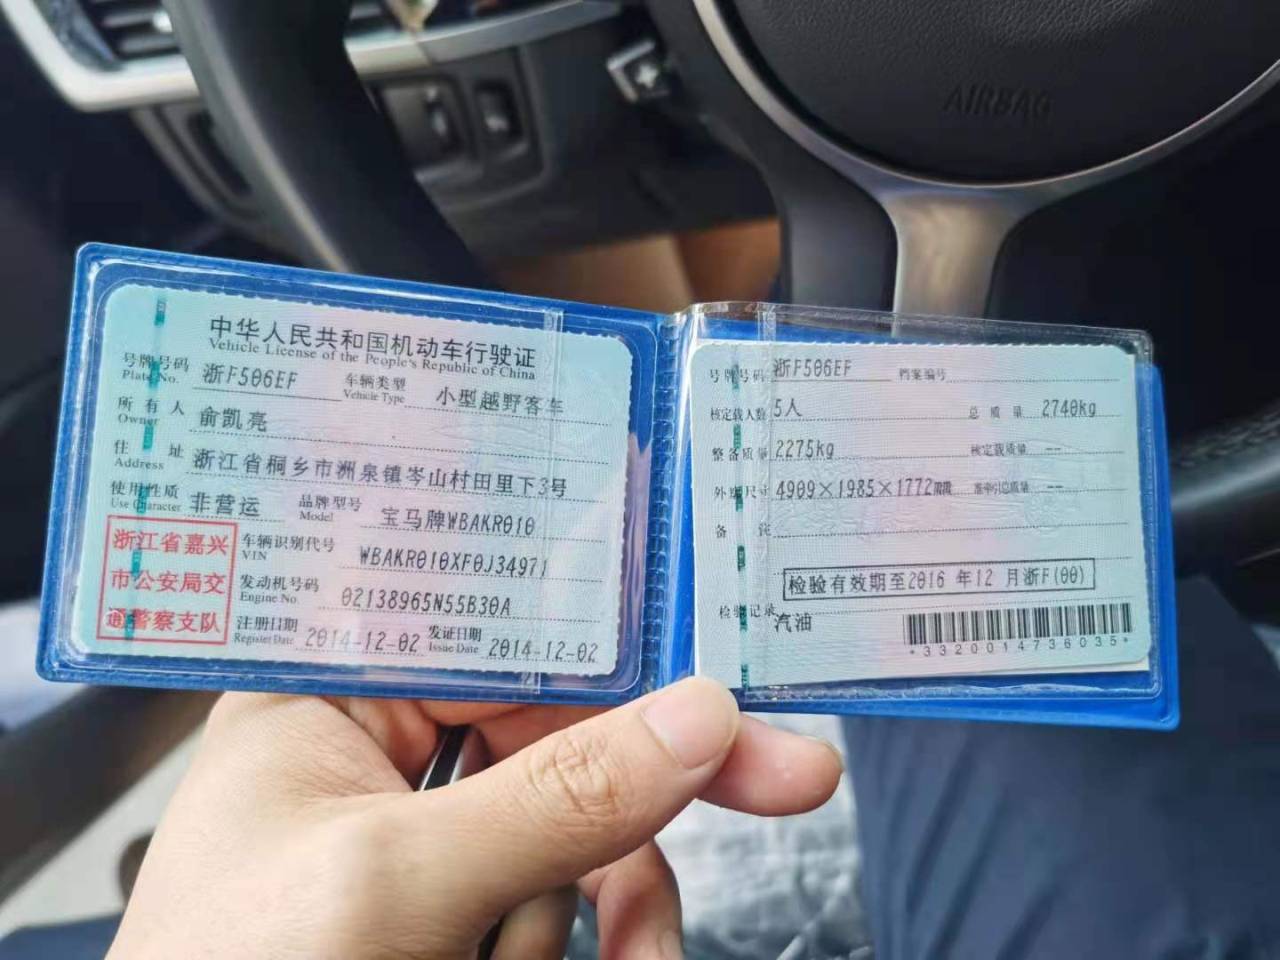 AIRBAG
中华人民共和国机动车行驶证
Vehicle License of the People's Republic of China
号牌号码 浙F506EF 车辆类型 小型越野客车
Plate No. Vehicle Type
所有人 俞凯亮
Owner
住址 浙江省桐乡市洲泉镇岑山村田里下3号
Address
使用性质 非营运 品牌型号 宝马牌WBAKR010
Use Character Model
浙江省嘉兴
市公安局交
通警察支队
车辆识别代号 WBAKR010XF0J34971
VIN
发动机号码 02138965N55B30A
Engine No.
注册日期 2014-12-02 发证日期 2014-12-02
Register Date Issue Date
号牌号码 浙F506EF 档案编号
核定载人数 5人 总质量 2740kg
整备质量 2275kg 核定载质量 --
外廓尺寸 4909×1985×1772 准牵引总质量 --
备注
检验有效期至2016 年12 月浙F(00)
检验记录
汽油
*3320014736035*